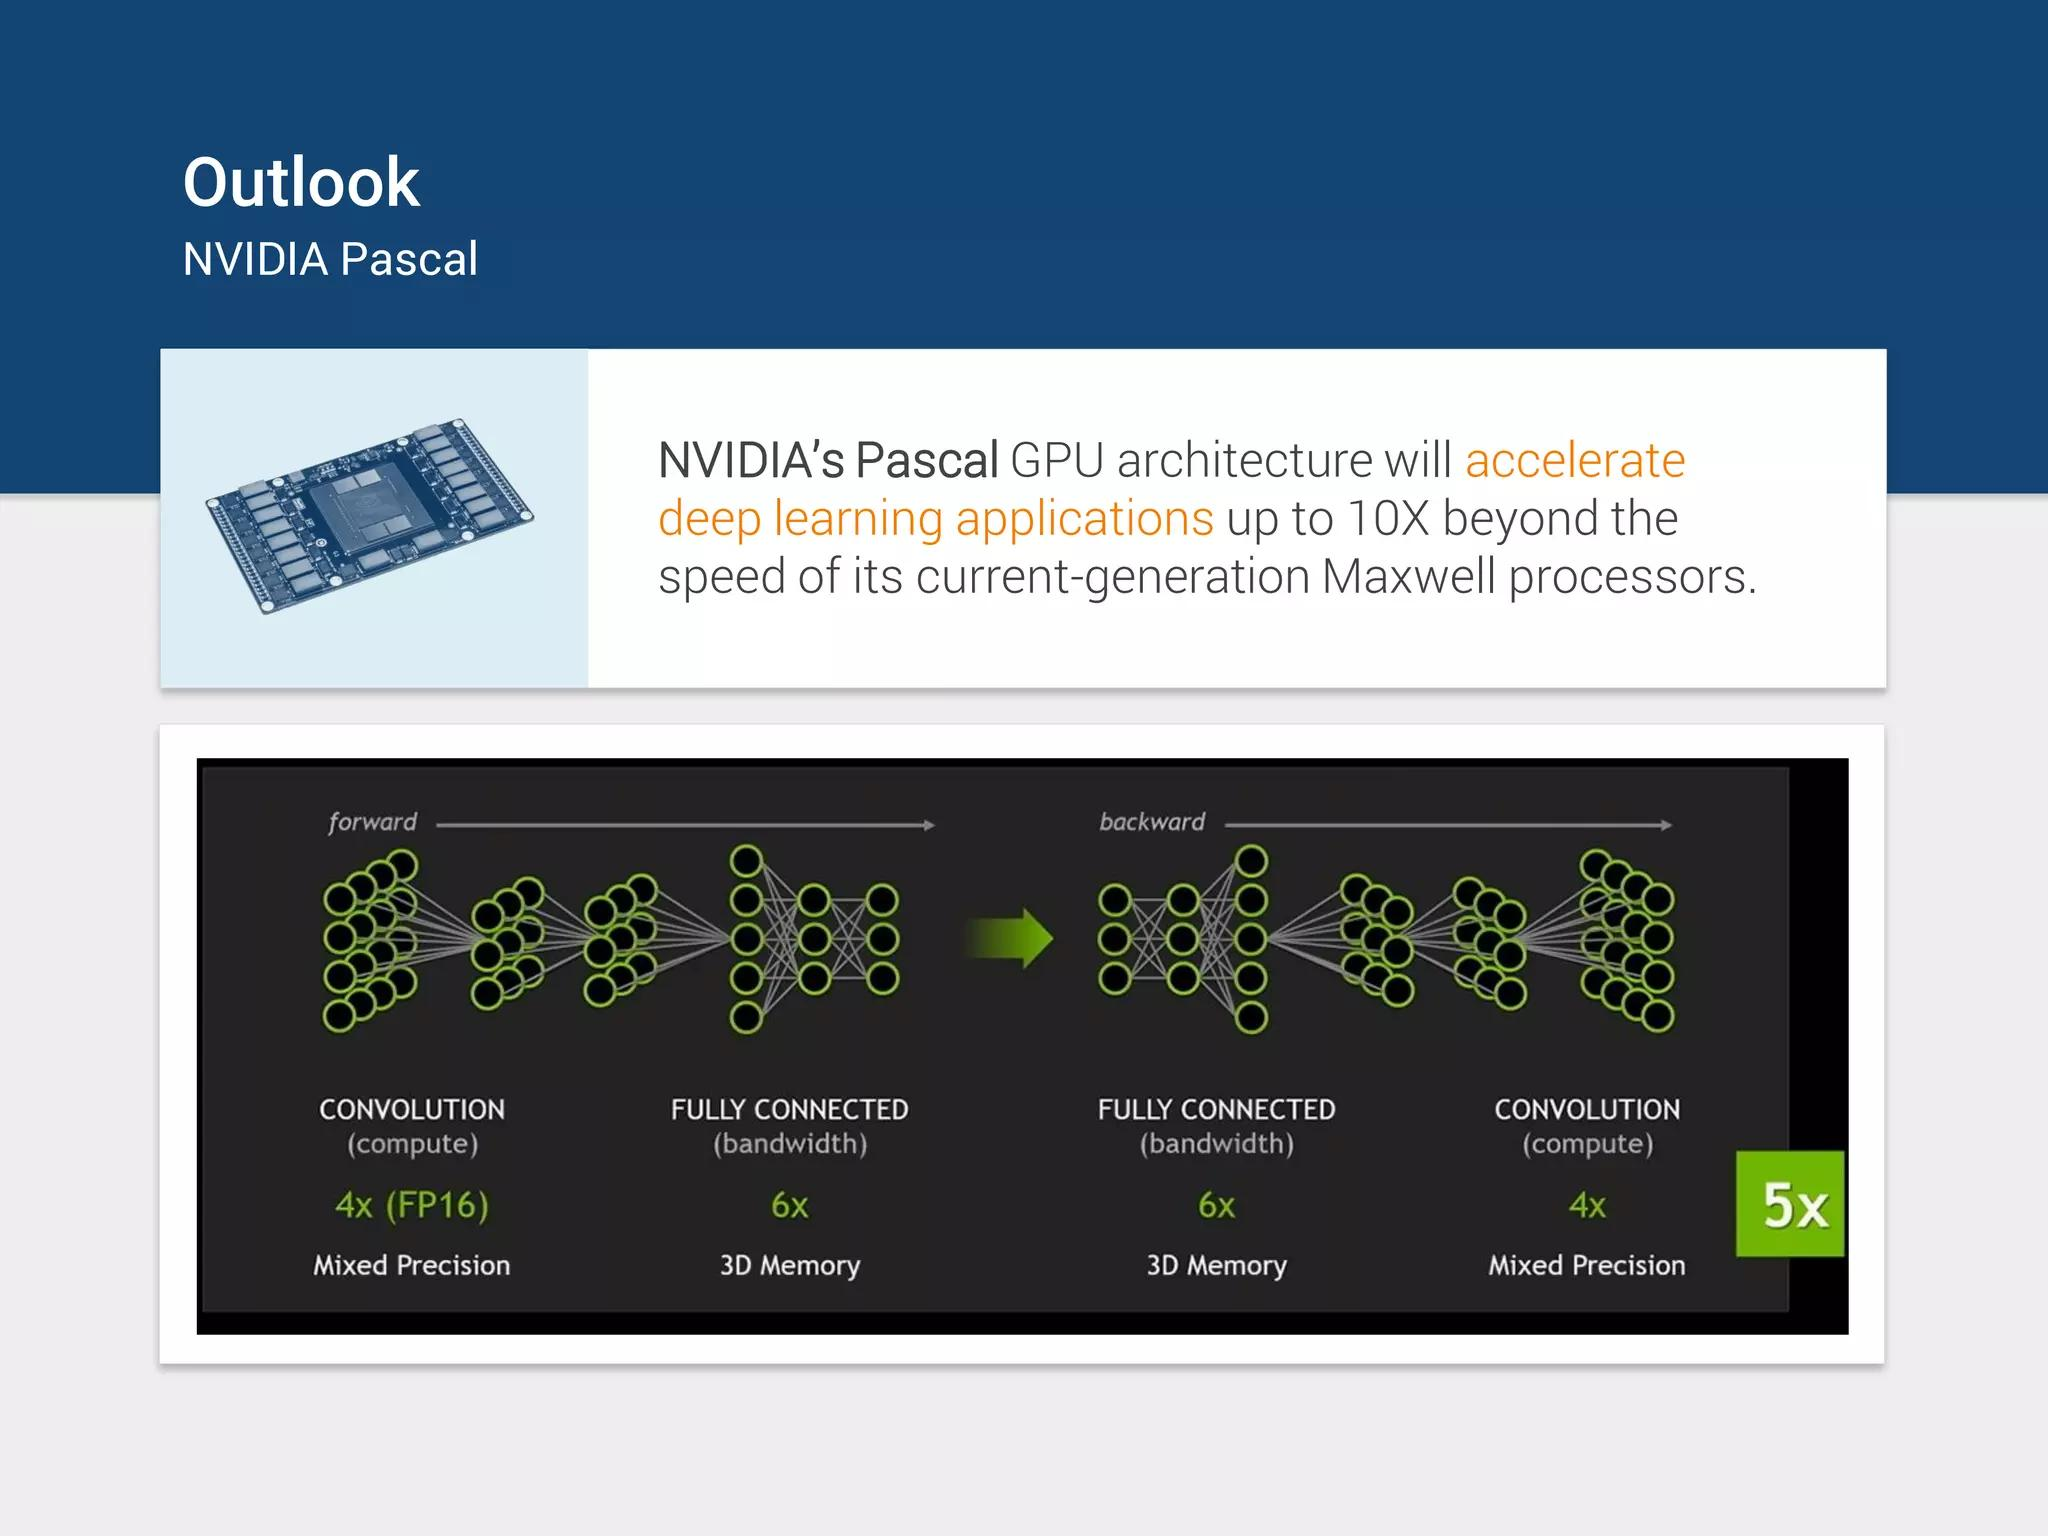 Outlook
NVIDIA Pascal
NVIDIA’s Pascal GPU architecture will accelerate
deep learning applications up to 10X beyond the
speed of its current-generation Maxwell processors.
forward
backward
CONVOLUTION
(compute)
4x (FP16)
Mixed Precision
FULLY CONNECTED
(bandwidth)
6x
3D Memory
FULLY CONNECTED
(bandwidth)
6x
3D Memory
CONVOLUTION
(compute)
4x
Mixed Precision
5x